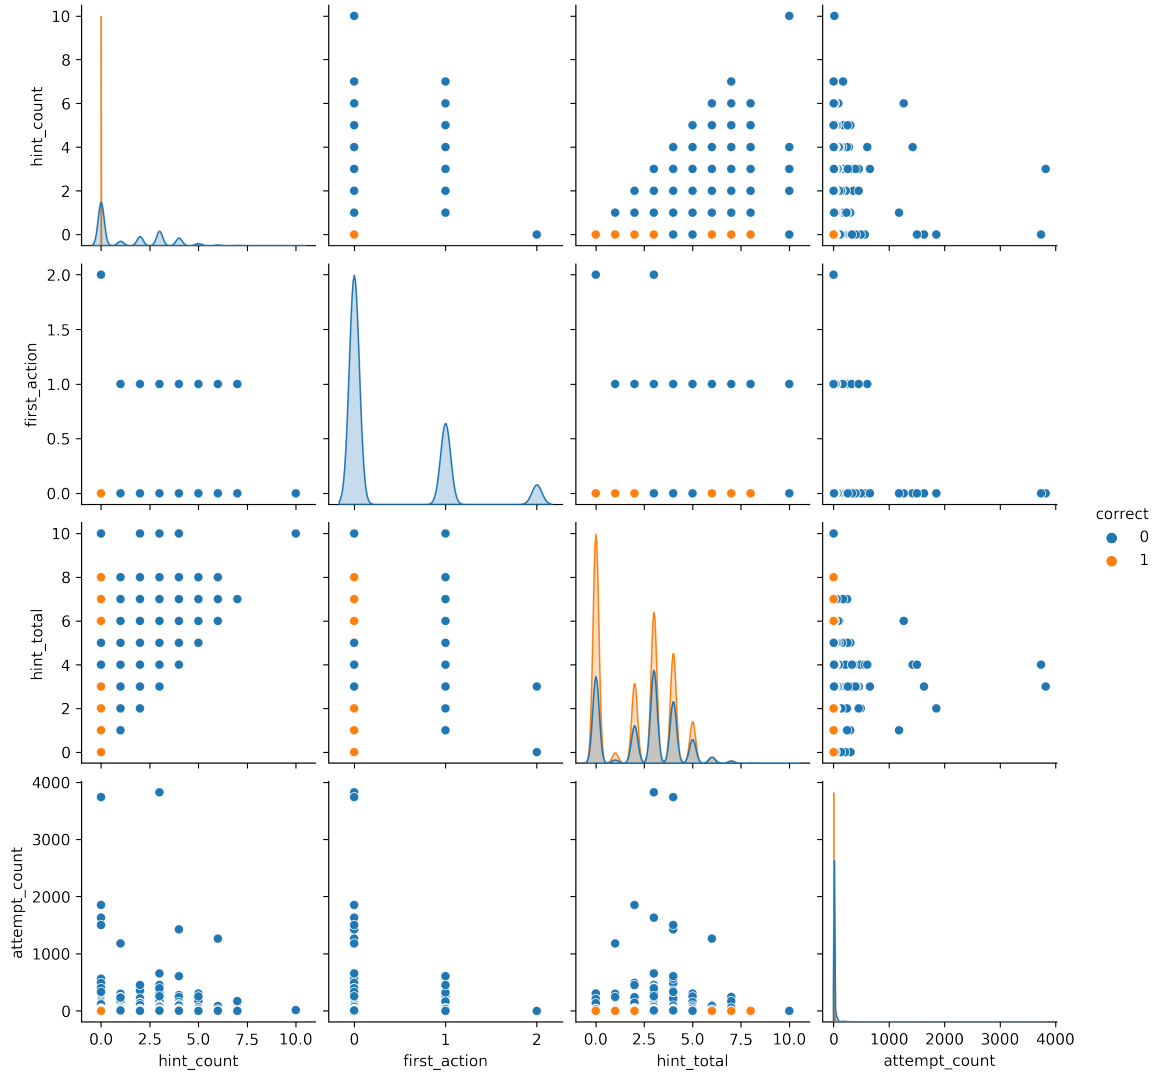 10
8
6
4
2
0
hint_count
2.0
1.5
1.0
0.5
0.0
first_action
correct
0
1
10
8
6
4
2
0
hint_total
4000
3000
2000
1000
0
attempt_count
0.0 2.5 5.0 7.5 10.0
0 1 2
0.0 2.5 5.0 7.5 10.0
0 1000 2000 3000 4000
hint_count
first_action
hint_total
attempt_count